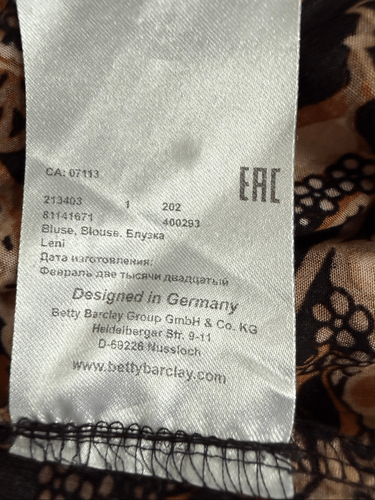 CA: 07113
EAC
213403 1 202
81141671 400293
Bluse, Blouse. Блузка
Leni
Дата изготовления:
Февраль две тысячи двадцатый
Designed in Germany
Betty Barclay Group GmbH & Co. KG
Heidelberger Str. 9-11
D-69226 Nussloch
www.bettybarclay.com